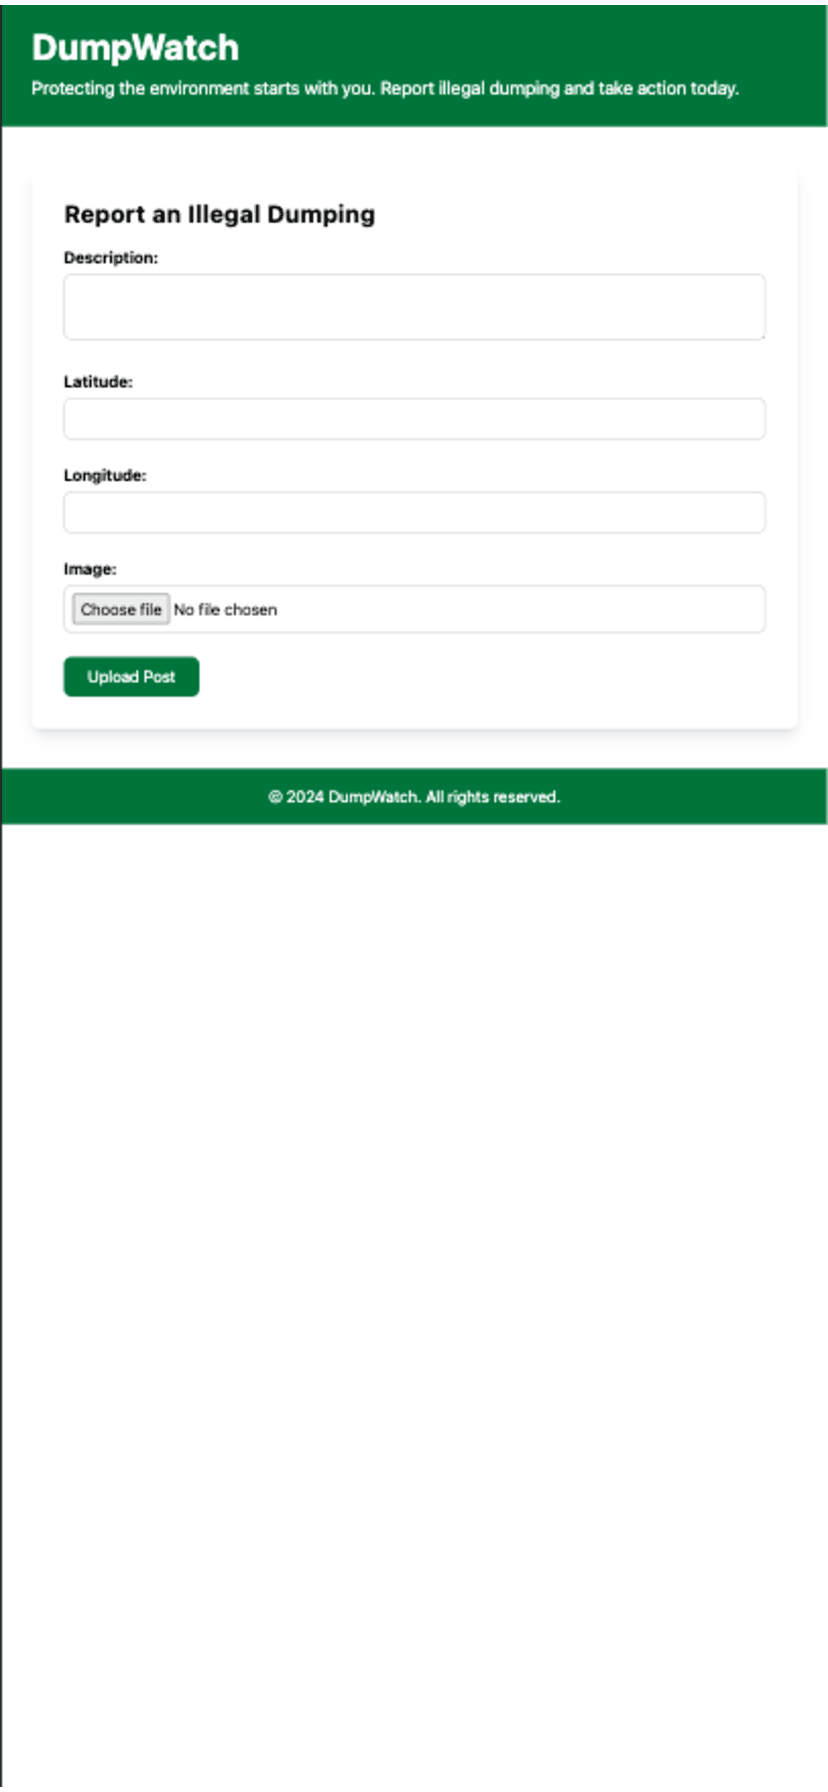 DumpWatch
Protecting the environment starts with you. Report illegal dumping and take action today.
Report an Illegal Dumping
Description:
Latitude:
Longitude:
Image:
Choose file No file chosen
Upload Post
© 2024 DumpWatch. All rights reserved.